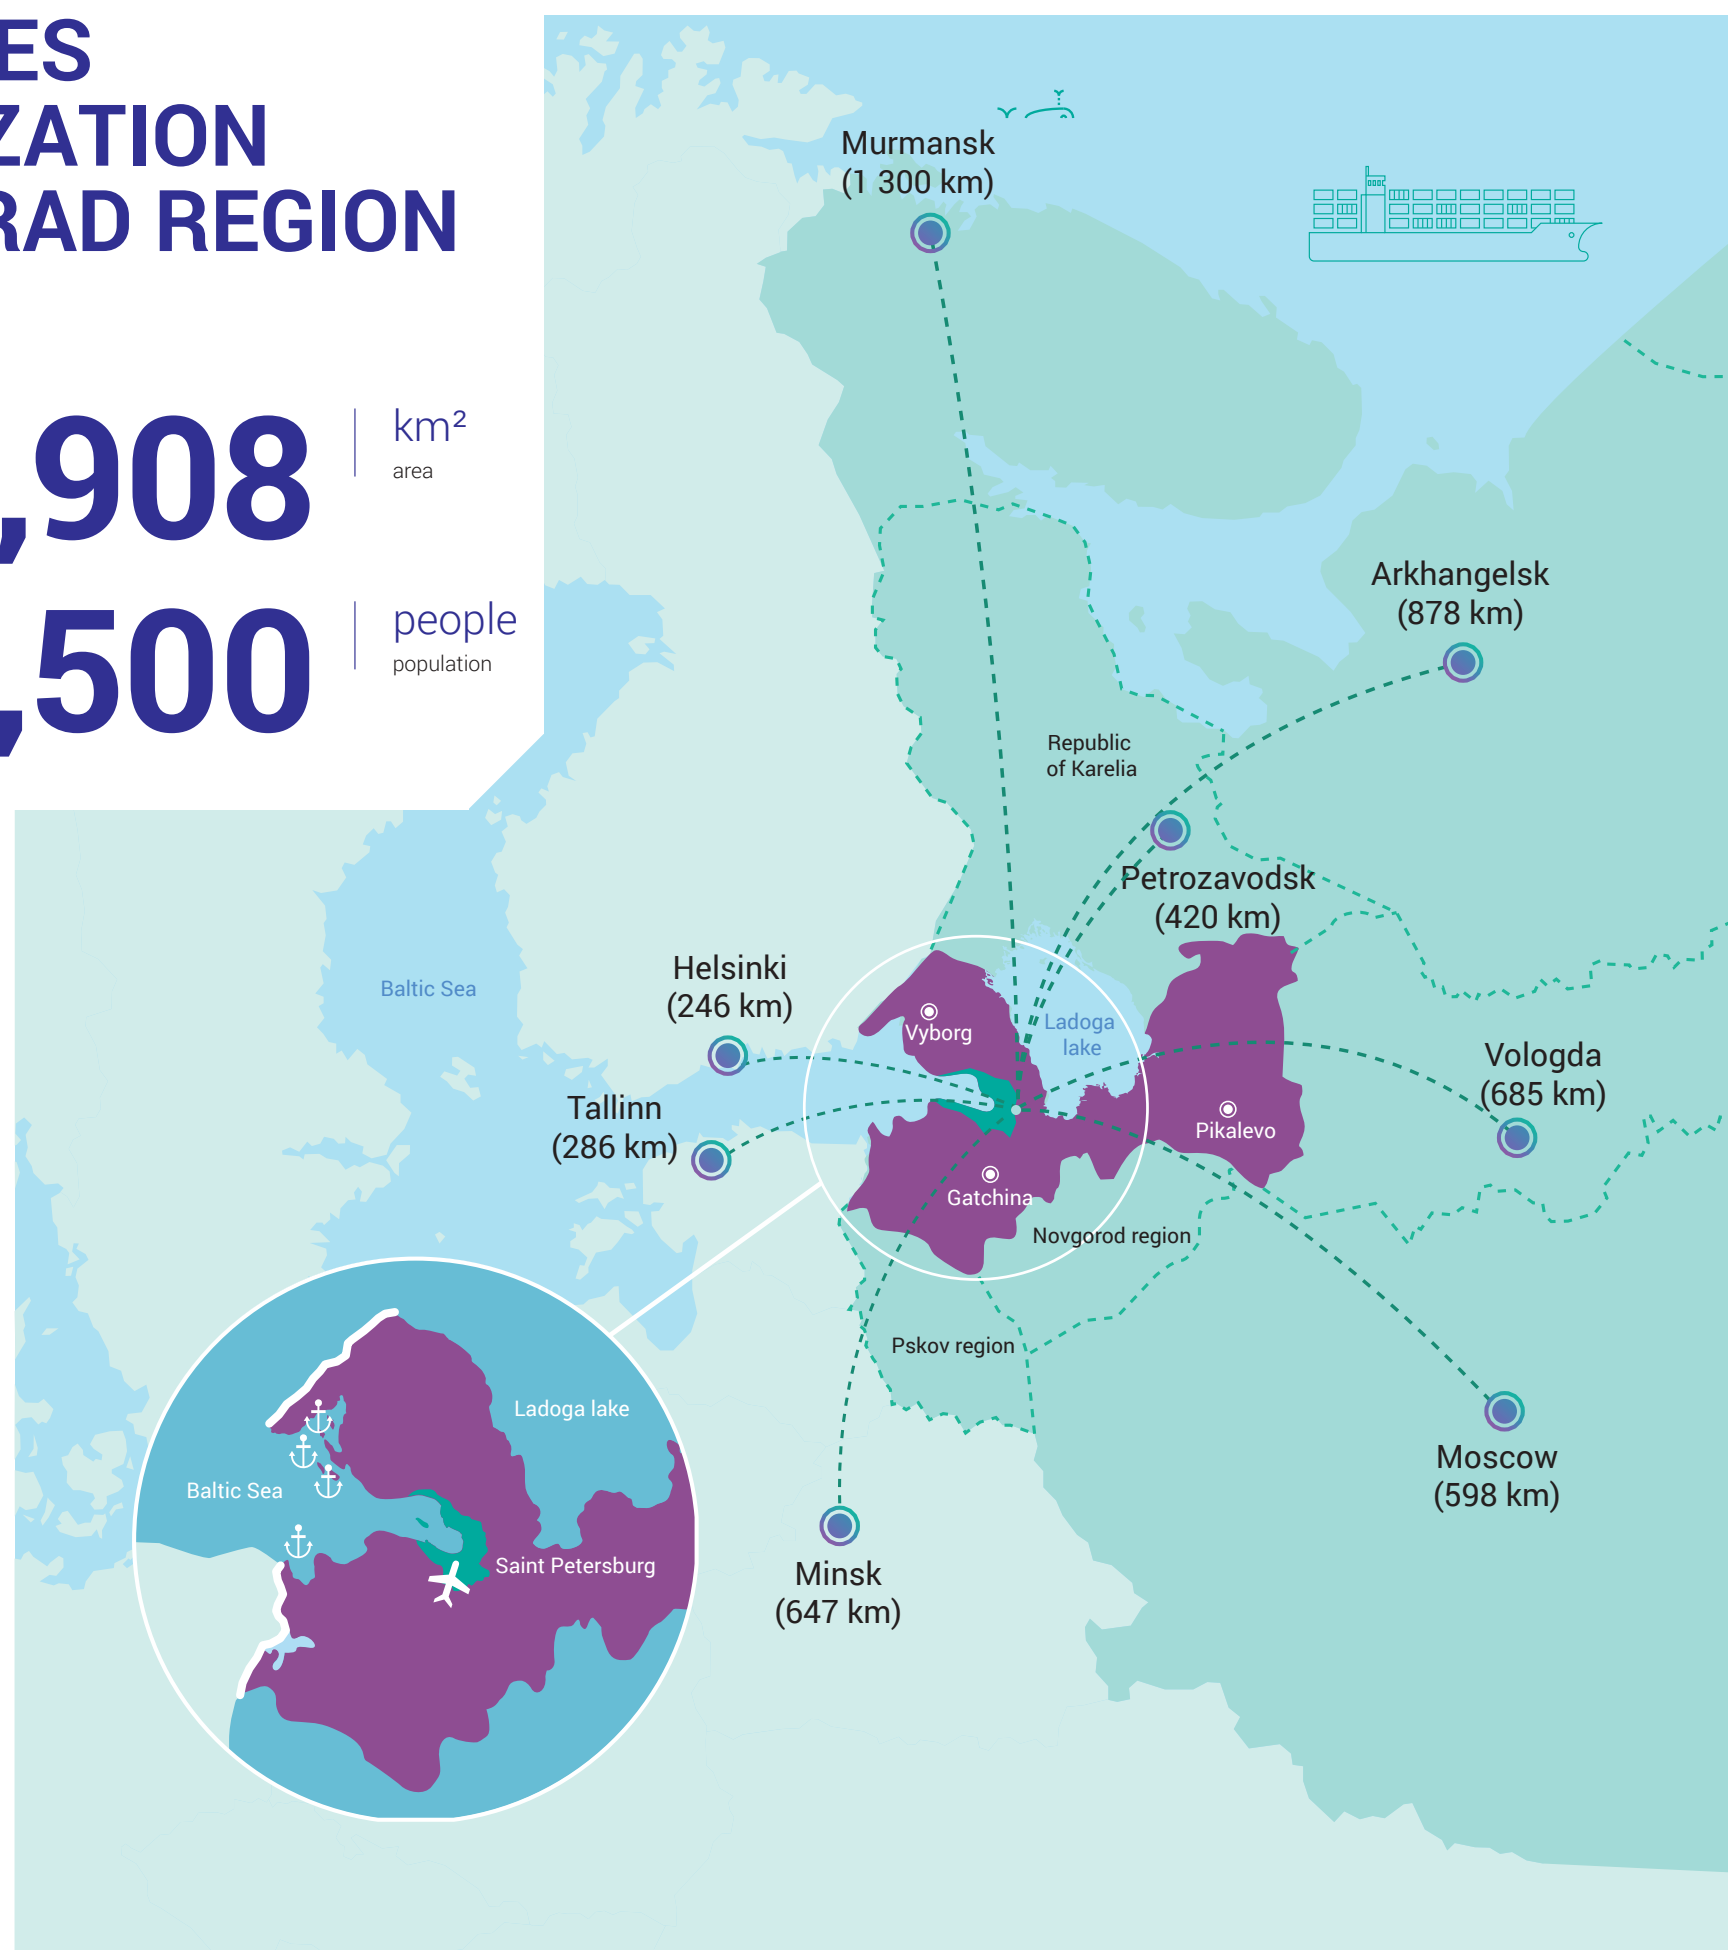 ES
ZATION
RAD REGION
,908
km²
area
,500
people
population
Murmansk
(1 300 km)
Arkhangelsk
(878 km)
Republic
of Karelia
Petrozavodsk
(420 km)
Helsinki
(246 km)
Baltic Sea
Vyborg
Ladoga
lake
Vologda
(685 km)
Tallinn
(286 km)
Pikalevo
Gatchina
Novgorod region
Pskov region
Ladoga lake
Baltic Sea
Saint Petersburg
Moscow
(598 km)
Minsk
(647 km)